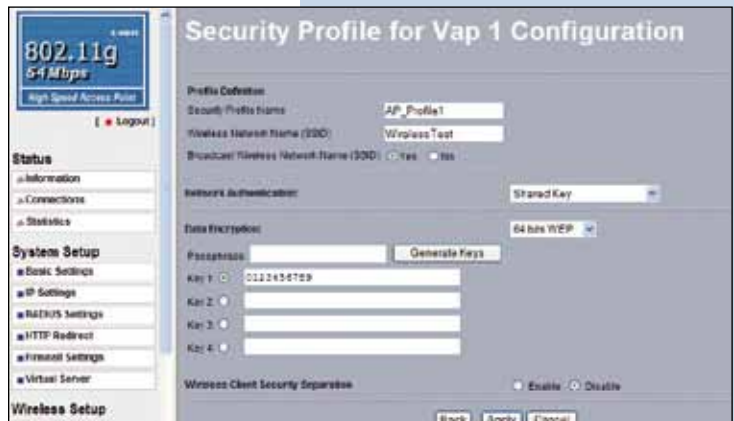 Security Profile for Vap 1 Configuration
802.11g
54Mbps
High Speed Access Point
[ Logout ]
Status
Information
Connections
Statistics
System Setup
Basic Settings
IP Settings
RADIUS Settings
HTTP Redirect
Firewall Settings
Virtual Server
Wireless Setup
Profile Definition
Security Profile Name AP_Profile1
Wireless Network Name (SSID) WirelessTest
Broadcast Wireless Network Name (SSID) Yes No
Network Authentication: Shared Key
Data Encryption: 64 bits WEP
Passphrase: Generate Keys
Key 1: 0123456789
Key 2:
Key 3:
Key 4:
Wireless Client Security Separation Enable Disable
Back Apply Cancel